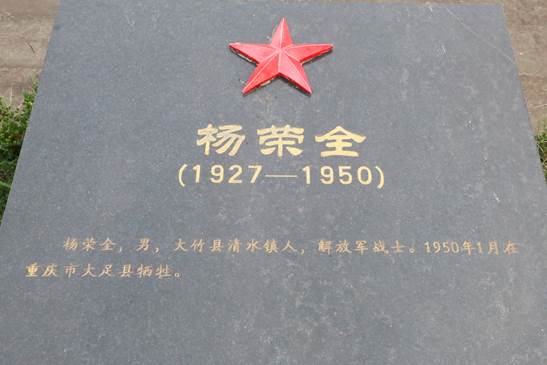 杨荣全
(1927—1950)
杨荣全，男，大竹县清水镇人，解放军战士。1950年1月在
重庆市大足县牺牲。